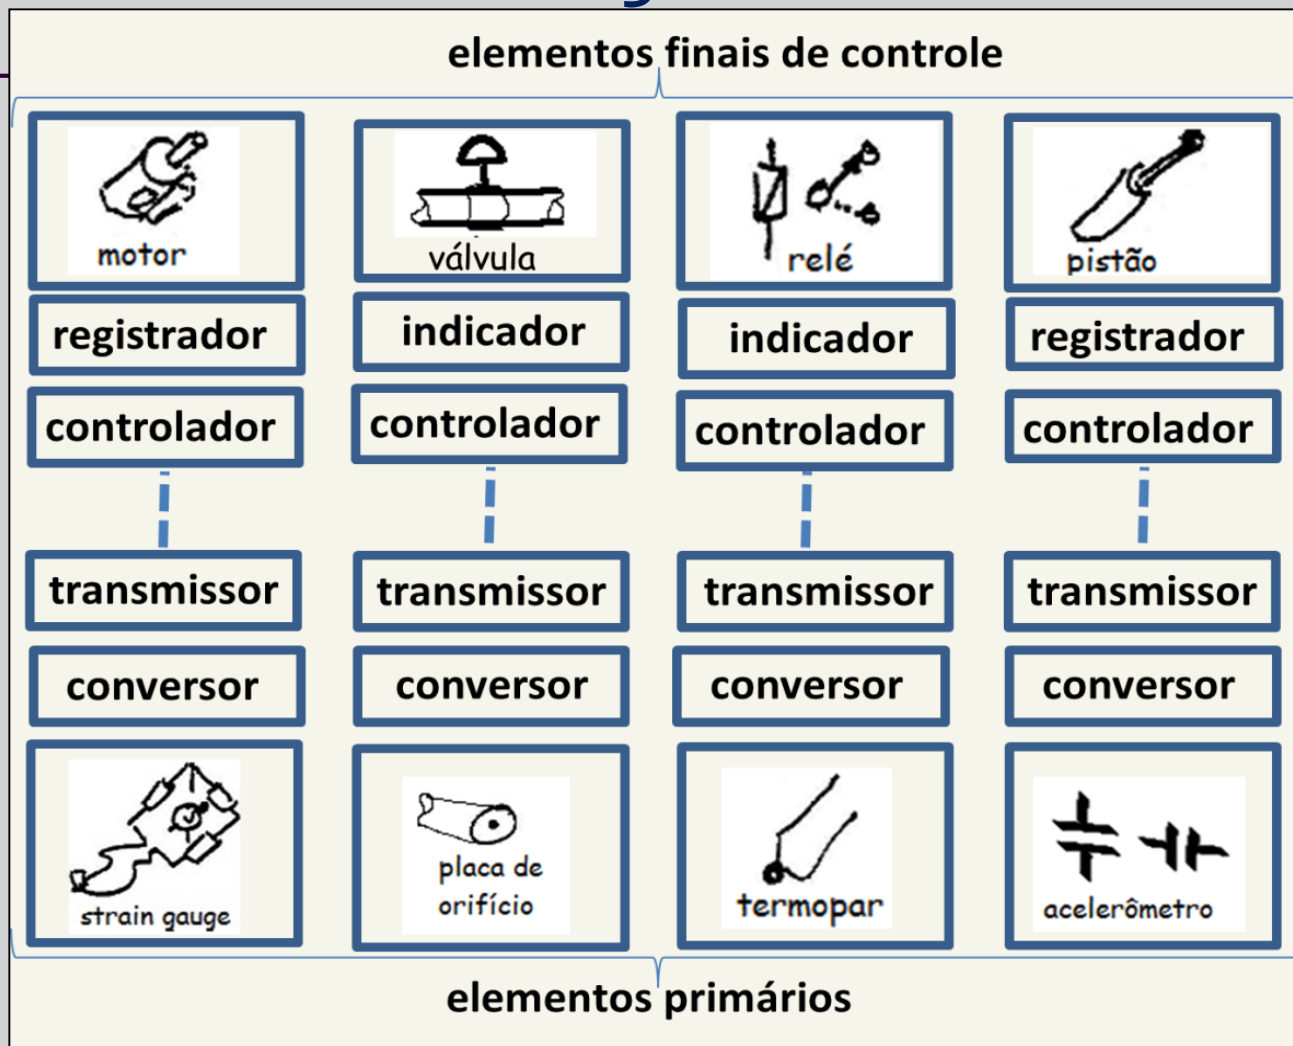 elementos finais de controle
motor
válvula
relé
pistão
registrador
indicador
indicador
registrador
controlador
controlador
controlador
controlador
transmissor
transmissor
transmissor
transmissor
conversor
conversor
conversor
conversor
strain gauge
placa de
orifício
termopar
acelerômetro
elementos primários